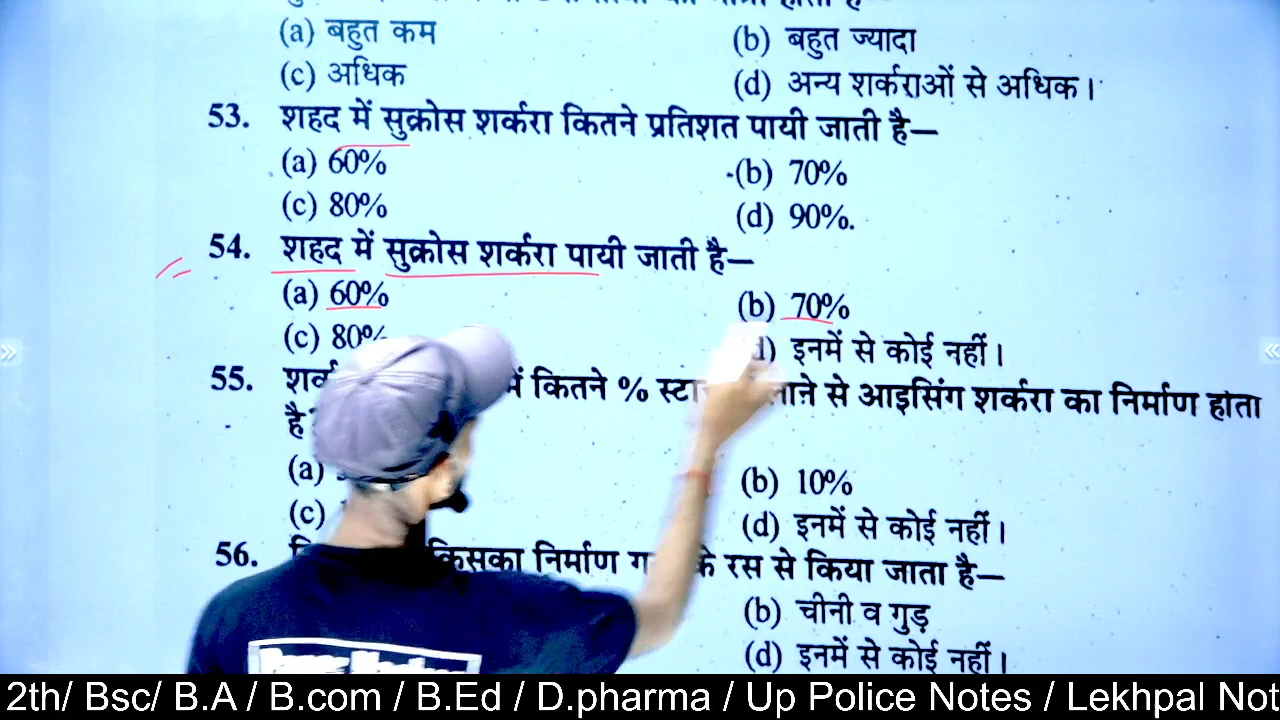 (a) बहुत कम (b) बहुत ज्यादा
(c) अधिक (d) अन्य शर्कराओं से अधिक।
53. शहद में सुक्रोस शर्करा कितने प्रतिशत पायी जाती है—
(a) 60% (b) 70%
(c) 80% (d) 90%.
54. शहद में सुक्रोस शर्करा पायी जाती है—
(a) 60% (b) 70%
(c) 80% d) इनमें से कोई नहीं।
55. में कितने % से आइसिंग शर्करा का निर्माण होता
है
(a) (b) 10%
(c) (d) इनमें से कोई नहीं।
56. किसका निर्माण के रस से किया जाता है—
(b) चीनी व गुड़
(d) इनमें से कोई नहीं।
2th/ Bsc/ B.A / B.com / B.Ed / D.pharma / Up Police Notes / Lekhpal Not